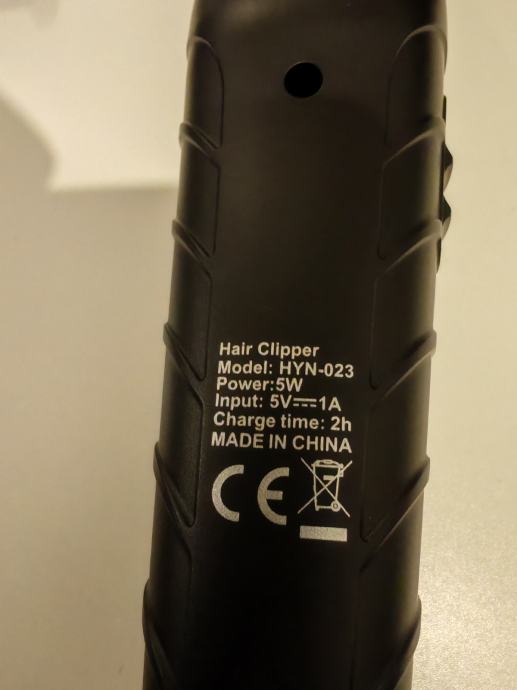 Hair Clipper
Model: HYN-023
Power:5W
Input: 5V⎓1A
Charge time: 2h
MADE IN CHINA
CE